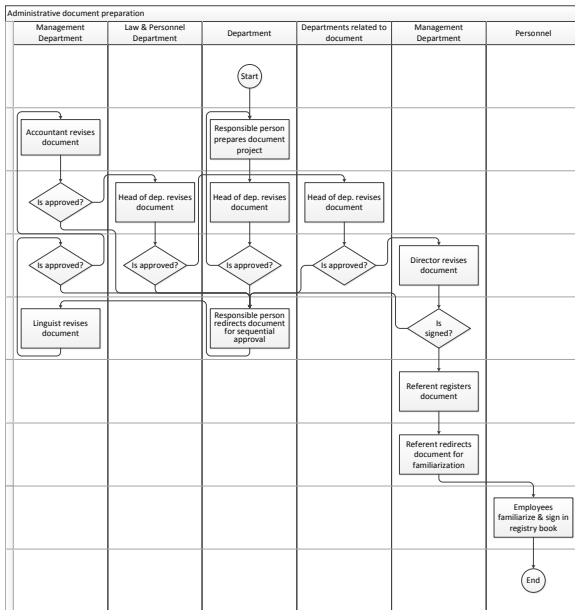 Administrative document preparation
Management
Department
Law & Personnel
Department
Department
Departments related to
document
Management
Department
Personnel
Start
Accountant revises
document
Responsible person
prepares document
project
Is approved?
Head of dep. revises
document
Head of dep. revises
document
Head of dep. revises
document
Is approved?
Is approved?
Is approved?
Is approved?
Director revises
document
Linguist revises
document
Responsible person
redirects document
for sequential
approval
Is
signed?
Referent registers
document
Referent redirects
document for
familiarization
Employees
familiarize & sign in
registry book
End